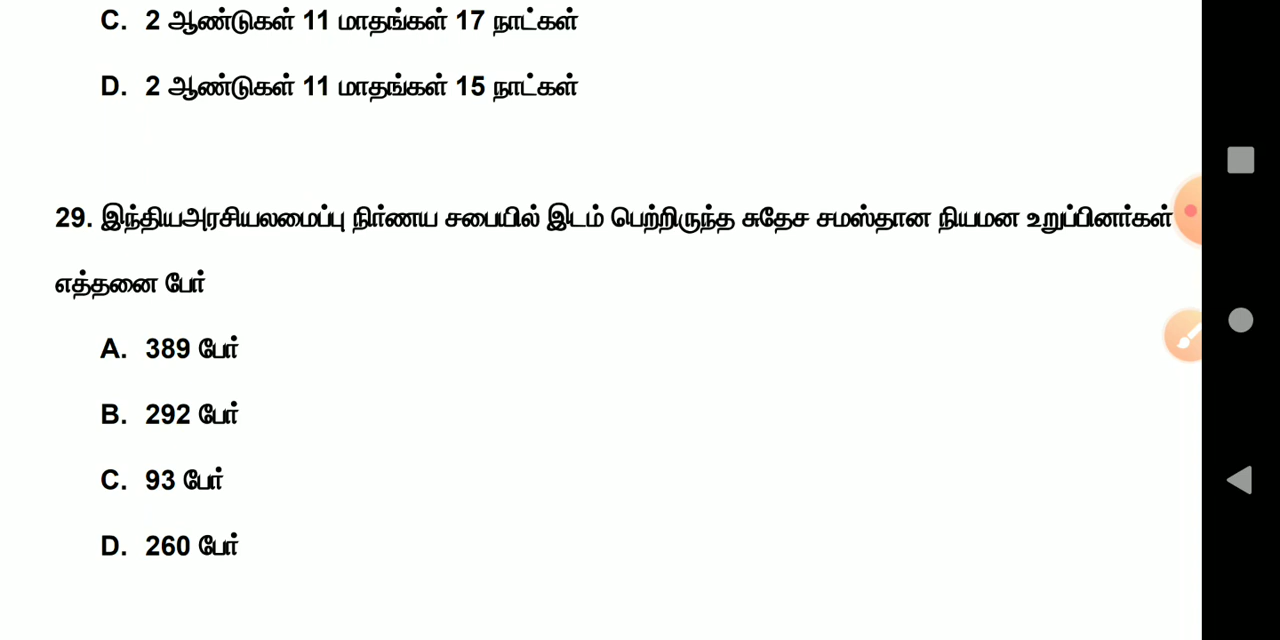 C. 2 ஆண்டுகள் 11 மாதங்கள் 17 நாட்கள்
D. 2 ஆண்டுகள் 11 மாதங்கள் 15 நாட்கள்
29. இந்தியஅரசியலமைப்பு நிர்ணய சபையில் இடம் பெற்றிருந்த சுதேச சமஸ்தான நியமன உறுப்பினர்கள்
எத்தனை பேர்
A. 389 பேர்
B. 292 பேர்
C. 93 பேர்
D. 260 பேர்